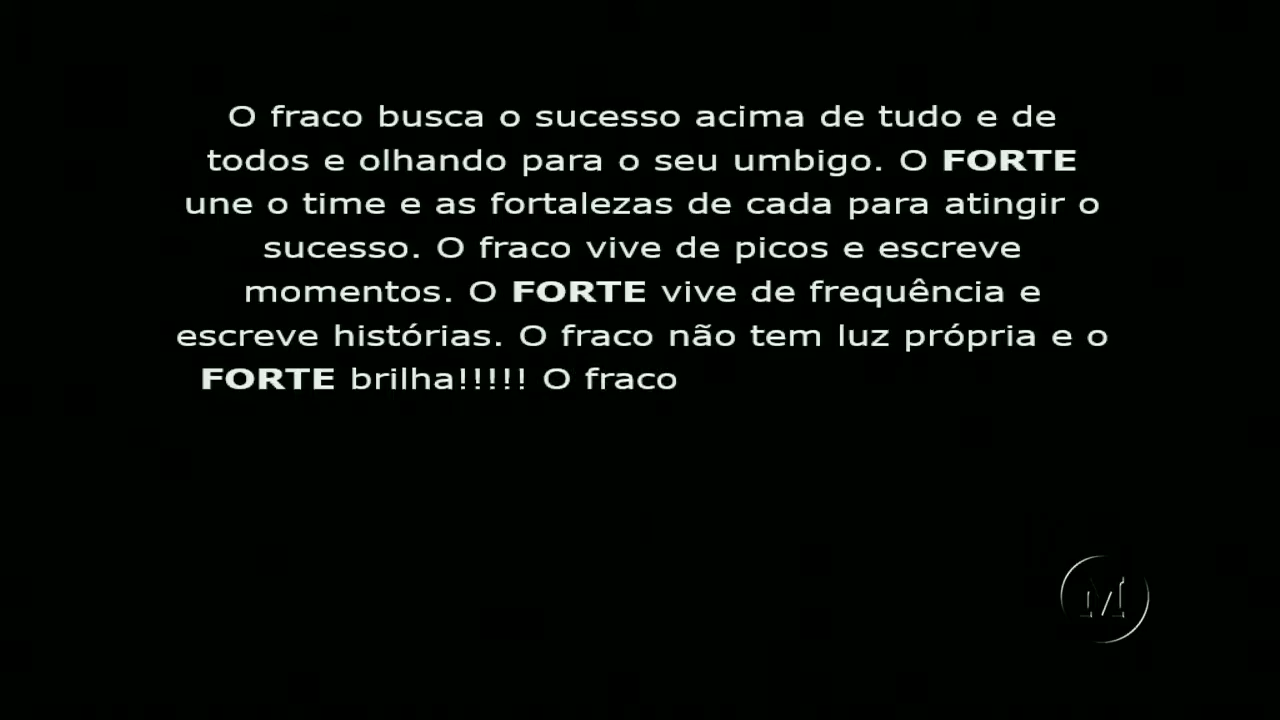 O fraco busca o sucesso acima de tudo e de
todos e olhando para o seu umbigo. O FORTE
une o time e as fortalezas de cada para atingir o
sucesso. O fraco vive de picos e escreve
momentos. O FORTE vive de frequência e
escreve histórias. O fraco não tem luz própria e o
FORTE brilha!!!!! O fraco
M